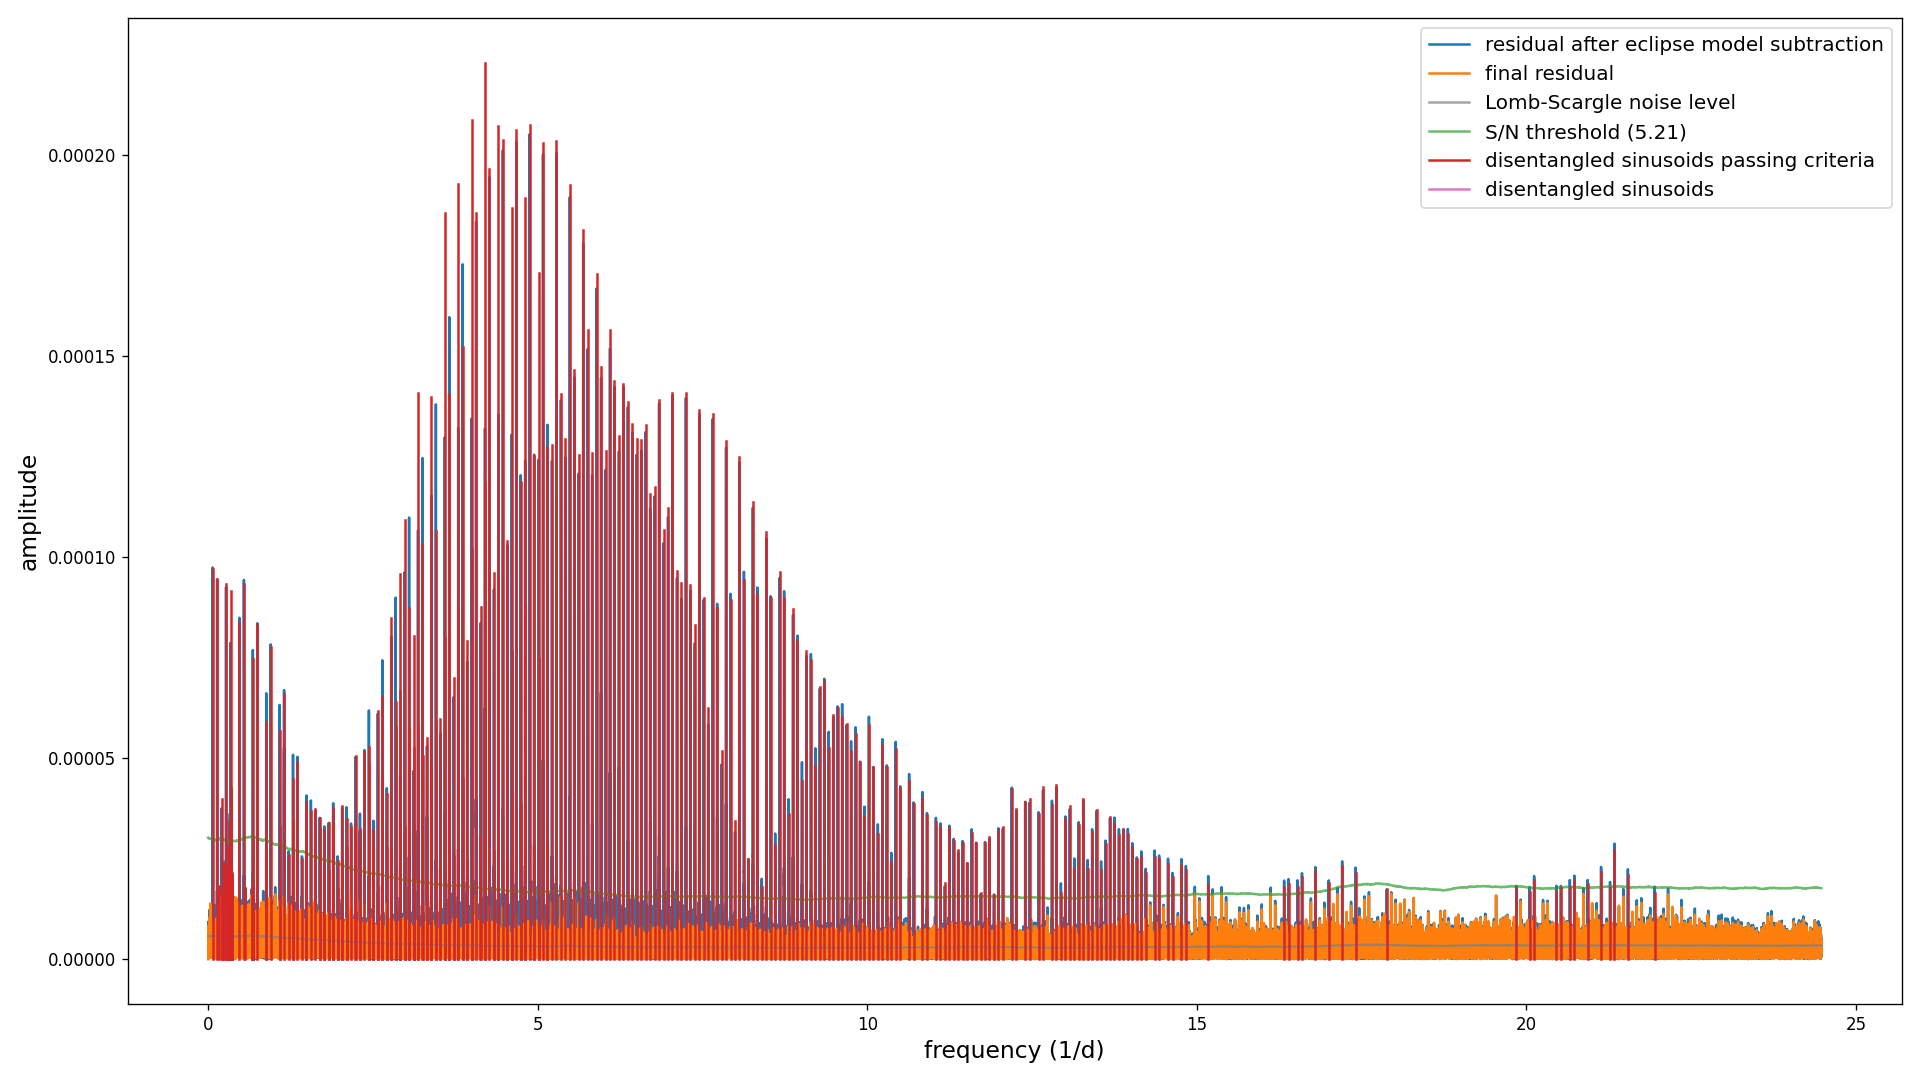 residual after eclipse model subtraction
final residual
Lomb-Scargle noise level
S/N threshold (5.21)
disentangled sinusoids passing criteria
disentangled sinusoids
amplitude
0.00020
0.00015
0.00010
0.00005
0.00000
0 5 10 15 20 25
frequency (1/d)